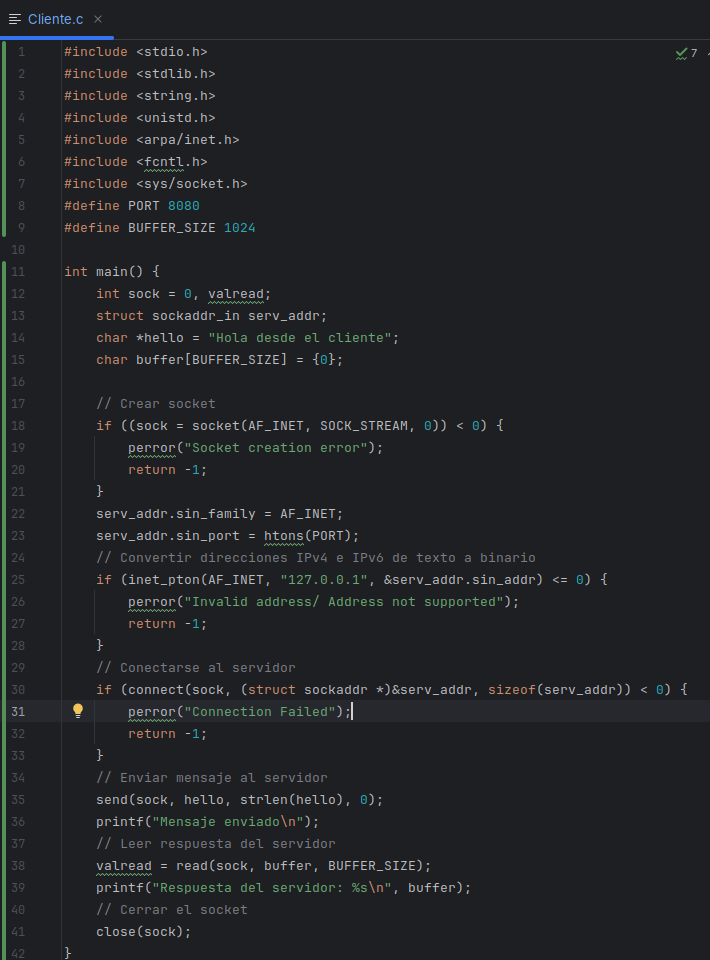 Cliente.c ×
7
1 #include <stdio.h>
2 #include <stdlib.h>
3 #include <string.h>
4 #include <unistd.h>
5 #include <arpa/inet.h>
6 #include <fcntl.h>
7 #include <sys/socket.h>
8 #define PORT 8080
9 #define BUFFER_SIZE 1024
10
11 int main() {
12     int sock = 0, valread;
13     struct sockaddr_in serv_addr;
14     char *hello = "Hola desde el cliente";
15     char buffer[BUFFER_SIZE] = {0};
16
17     // Crear socket
18     if ((sock = socket(AF_INET, SOCK_STREAM, 0)) < 0) {
19         perror("Socket creation error");
20         return -1;
21     }
22     serv_addr.sin_family = AF_INET;
23     serv_addr.sin_port = htons(PORT);
24     // Convertir direcciones IPv4 e IPv6 de texto a binario
25     if (inet_pton(AF_INET, "127.0.0.1", &serv_addr.sin_addr) <= 0) {
26         perror("Invalid address/ Address not supported");
27         return -1;
28     }
29     // Conectarse al servidor
30     if (connect(sock, (struct sockaddr *)&serv_addr, sizeof(serv_addr)) < 0) {
31         perror("Connection Failed");
32         return -1;
33     }
34     // Enviar mensaje al servidor
35     send(sock, hello, strlen(hello), 0);
36     printf("Mensaje enviado\n");
37     // Leer respuesta del servidor
38     valread = read(sock, buffer, BUFFER_SIZE);
39     printf("Respuesta del servidor: %s\n", buffer);
40     // Cerrar el socket
41     close(sock);
42 }